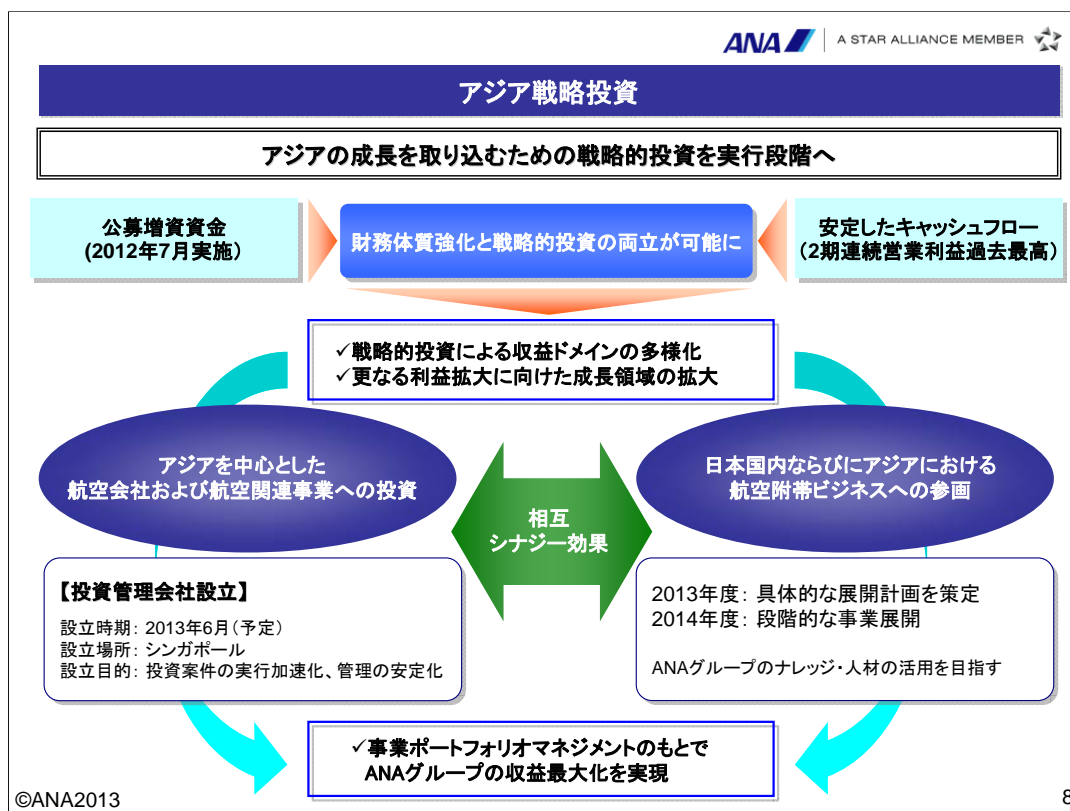 ANA
A STAR ALLIANCE MEMBER
アジア戦略投資
アジアの成長を取り込むための戦略的投資を実行段階へ
公募増資資金
(2012年7月実施)
財務体質強化と戦略的投資の両立が可能に
安定したキャッシュフロー
(2期連続営業利益過去最高)
✓戦略的投資による収益ドメインの多様化
✓更なる利益拡大に向けた成長領域の拡大
アジアを中心とした
航空会社および航空関連事業への投資
相互
シナジー効果
日本国内ならびにアジアにおける
航空附帯ビジネスへの参画
【投資管理会社設立】
設立時期: 2013年6月(予定)
設立場所: シンガポール
設立目的: 投資案件の実行加速化、管理の安定化
2013年度: 具体的な展開計画を策定
2014年度: 段階的な事業展開
ANAグループのナレッジ・人材の活用を目指す
✓事業ポートフォリオマネジメントのもとで
ANAグループの収益最大化を実現
©ANA2013
8